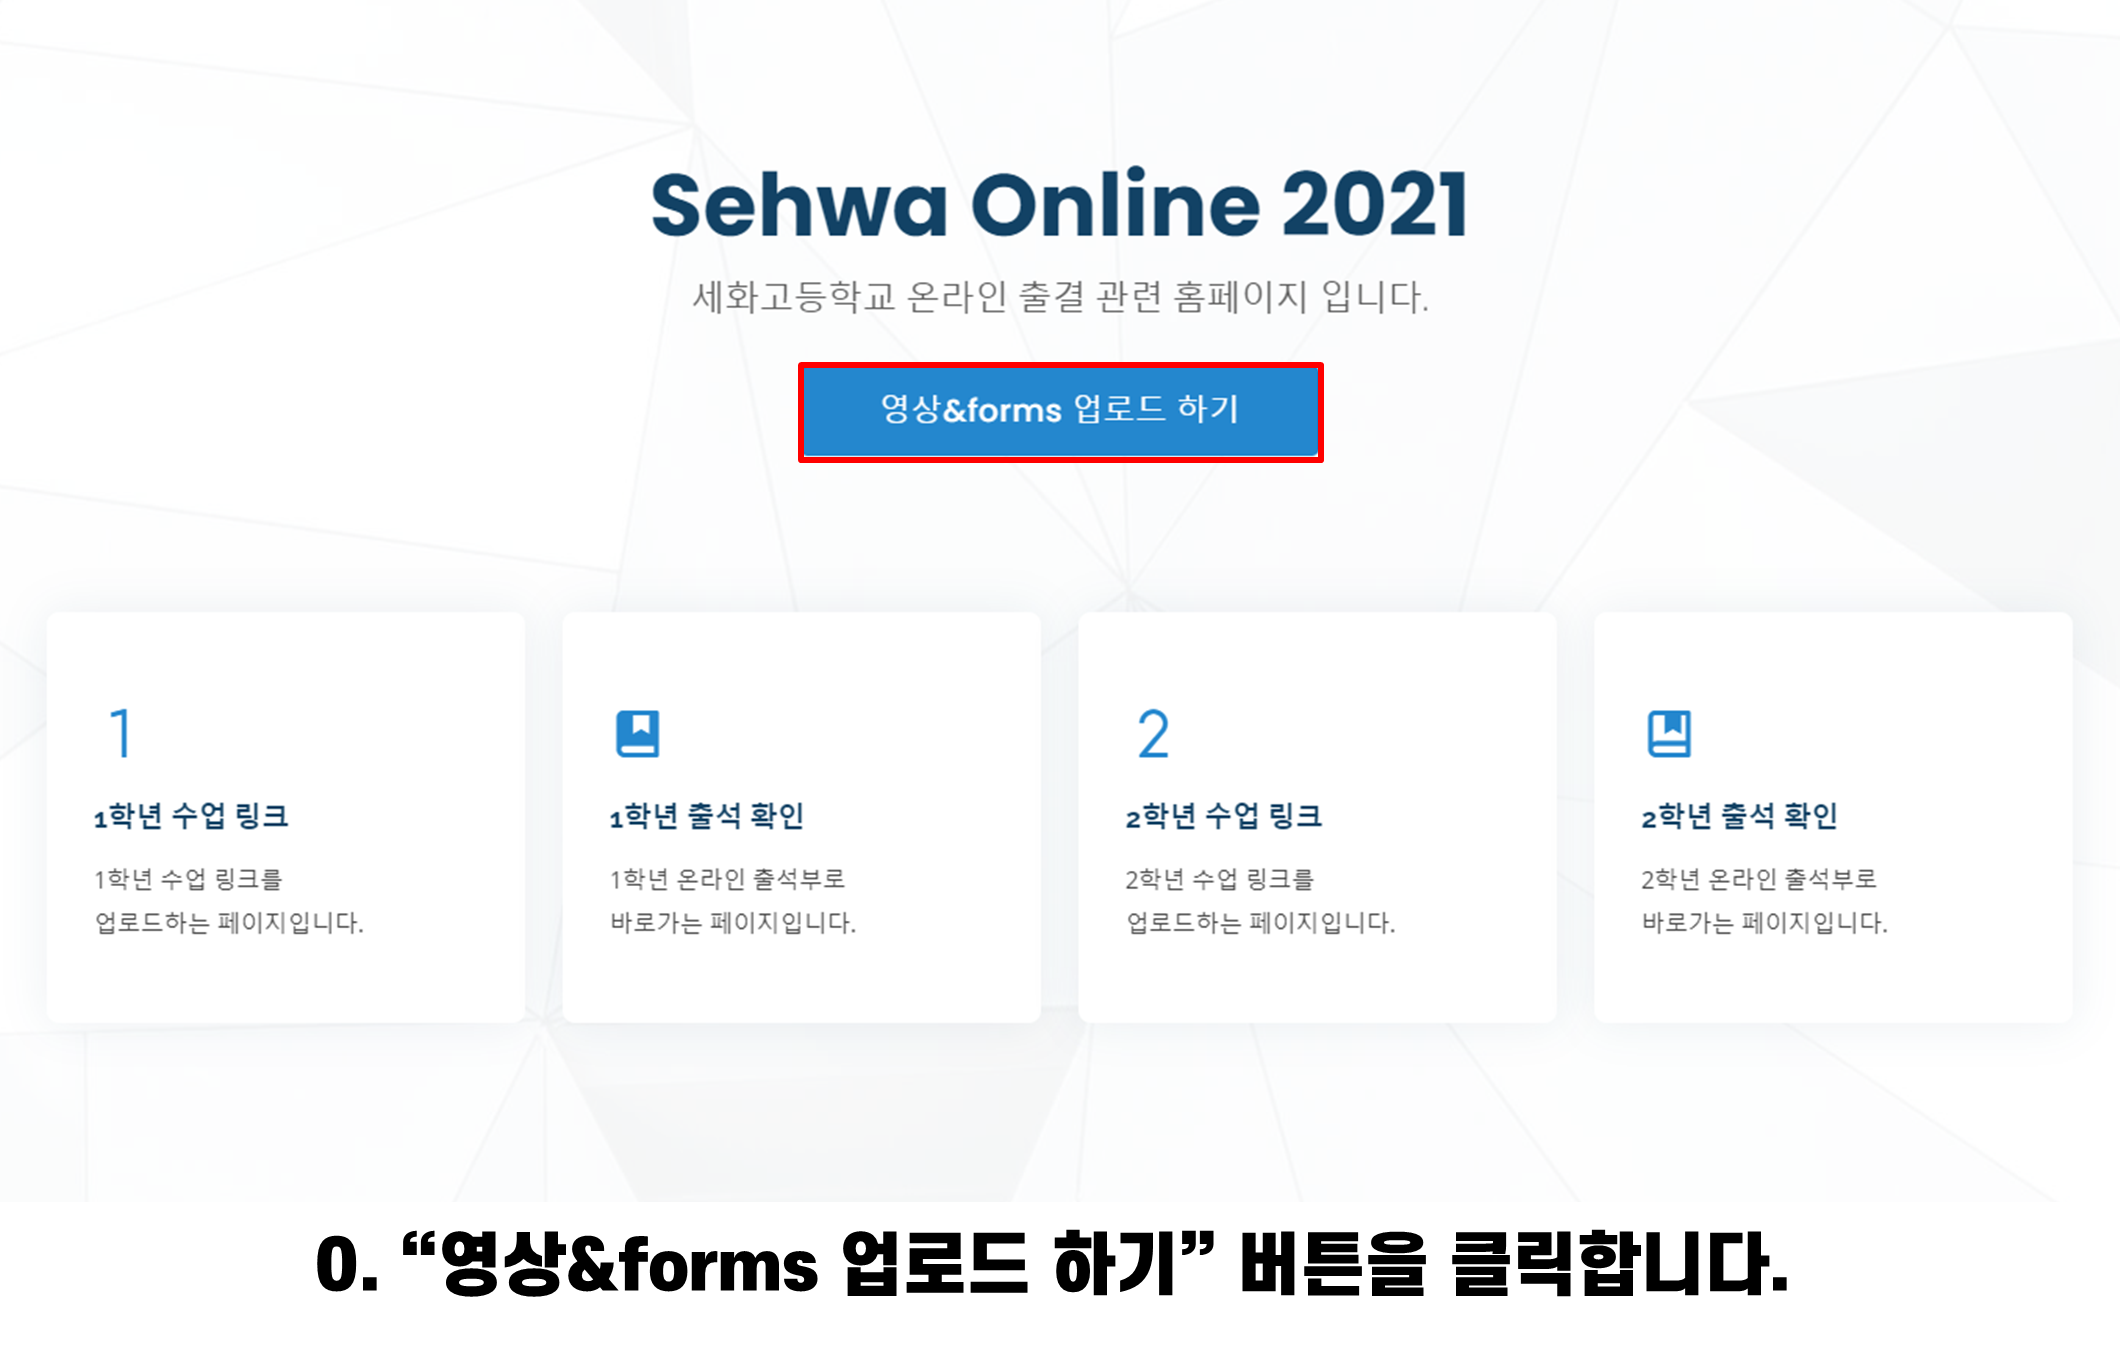 Sehwa Online 2021
세화고등학교 온라인 출결 관련 홈페이지 입니다.
영상&forms 업로드 하기
1
1학년 수업 링크
1학년 수업 링크를
업로드하는 페이지입니다.
1학년 출석 확인
1학년 온라인 출석부로
바로가는 페이지입니다.
2
2학년 수업 링크
2학년 수업 링크를
업로드하는 페이지입니다.
2학년 출석 확인
2학년 온라인 출석부로
바로가는 페이지입니다.
0. “영상&forms 업로드 하기” 버튼을 클릭합니다.